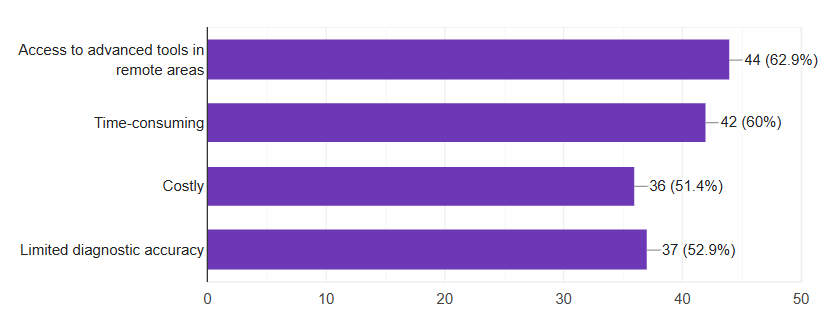 Access to advanced tools in
remote areas
44 (62.9%)
Time-consuming
42 (60%)
Costly
36 (51.4%)
Limited diagnostic accuracy
37 (52.9%)
0
10
20
30
40
50